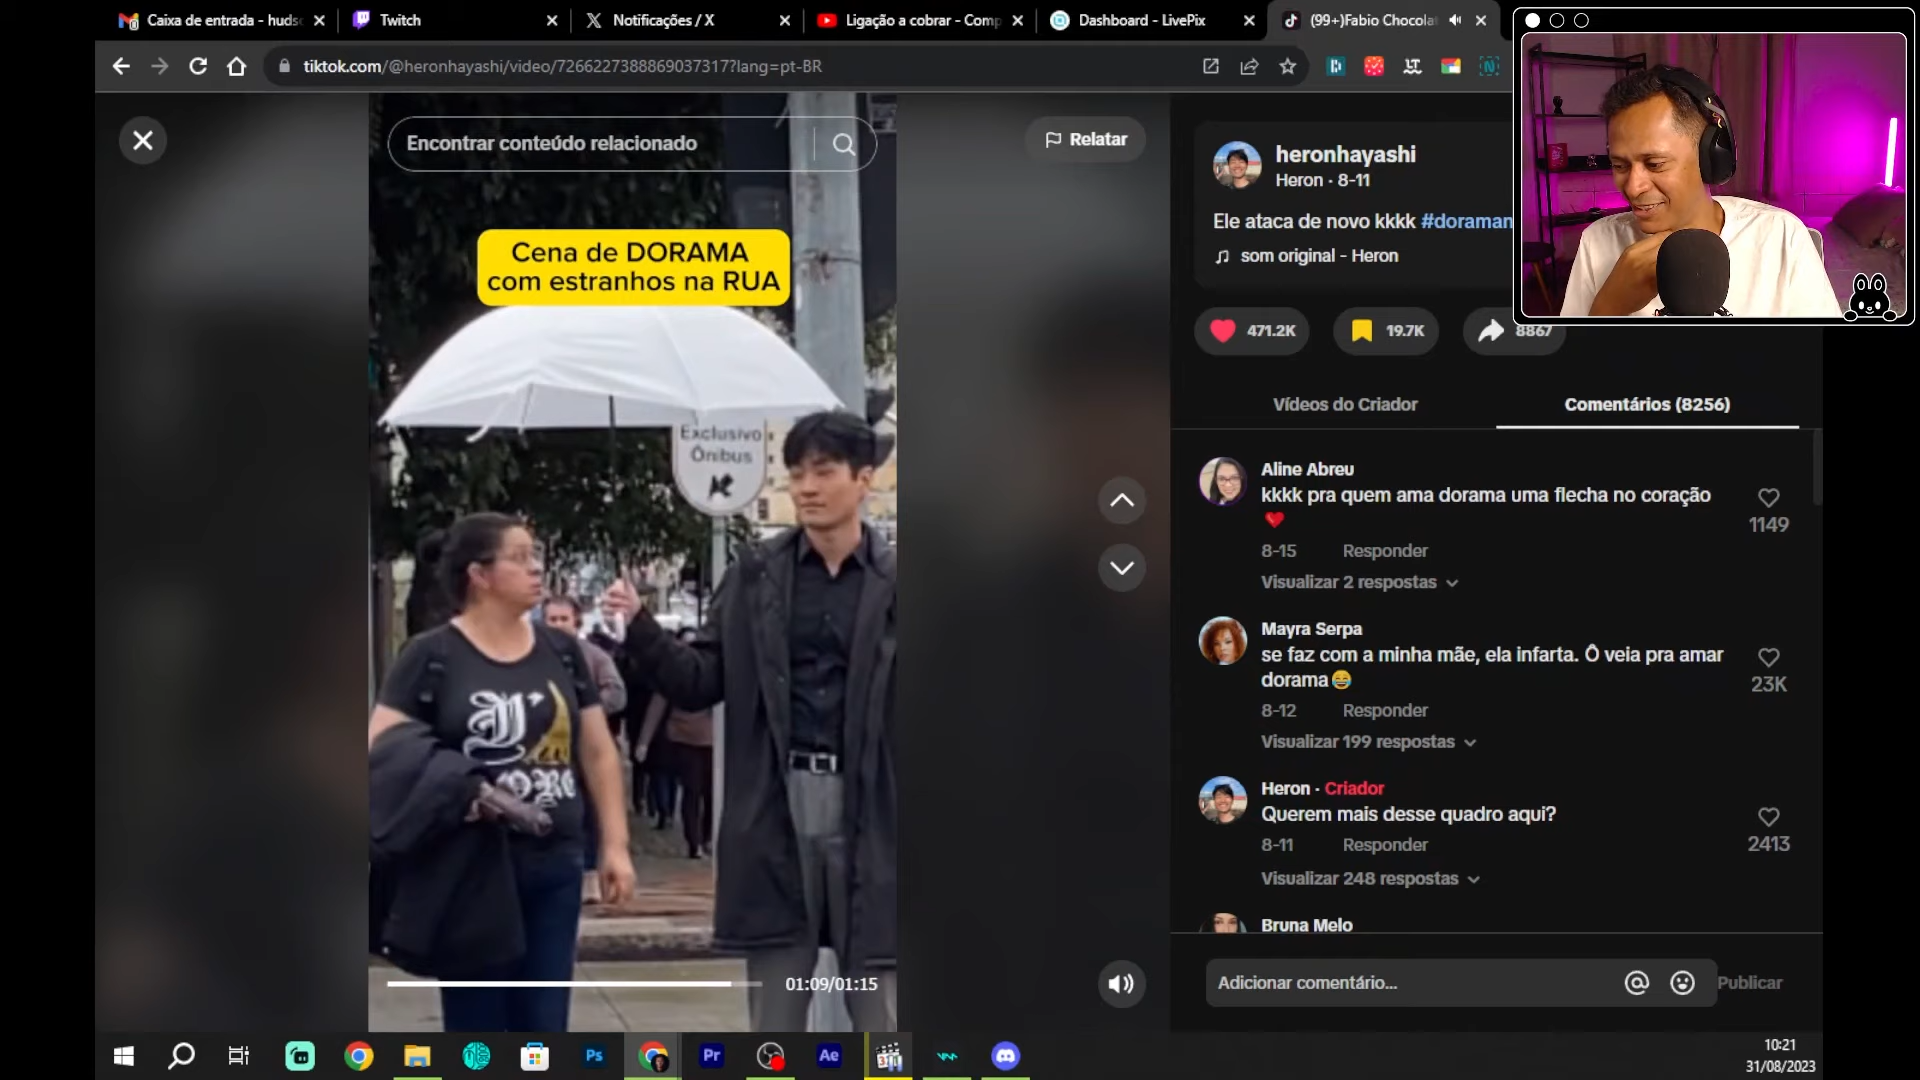 Caixa de entrada - huds
Twitch
Notificações / X
Ligação a cobrar - Comp
Dashboard - LivePix
(99+)Fabio Chocolat
tiktok.com/@heronhayashi/video/7266227388869037317?lang=pt-BR
Encontrar conteúdo relacionado
Relatar
Cena de DORAMA
com estranhos na RUA
Exclusivo
Ônibus
01:09/01:15
heronhayashi
Heron · 8-11
Ele ataca de novo kkkk #doraman
som original - Heron
471.2K
19.7K
8867
Vídeos do Criador
Comentários (8256)
Aline Abreu
kkkk pra quem ama dorama uma flecha no coração
❤️
1149
8-15 Responder
Visualizar 2 respostas
Mayra Serpa
se faz com a minha mãe, ela infarta. Ô veia pra amar
dorama😂
23K
8-12 Responder
Visualizar 199 respostas
Heron · Criador
Querem mais desse quadro aqui?
2413
8-11 Responder
Visualizar 248 respostas
Bruna Melo
Adicionar comentário...
Publicar
Ps
Pr
Ae
10:21
31/08/2023